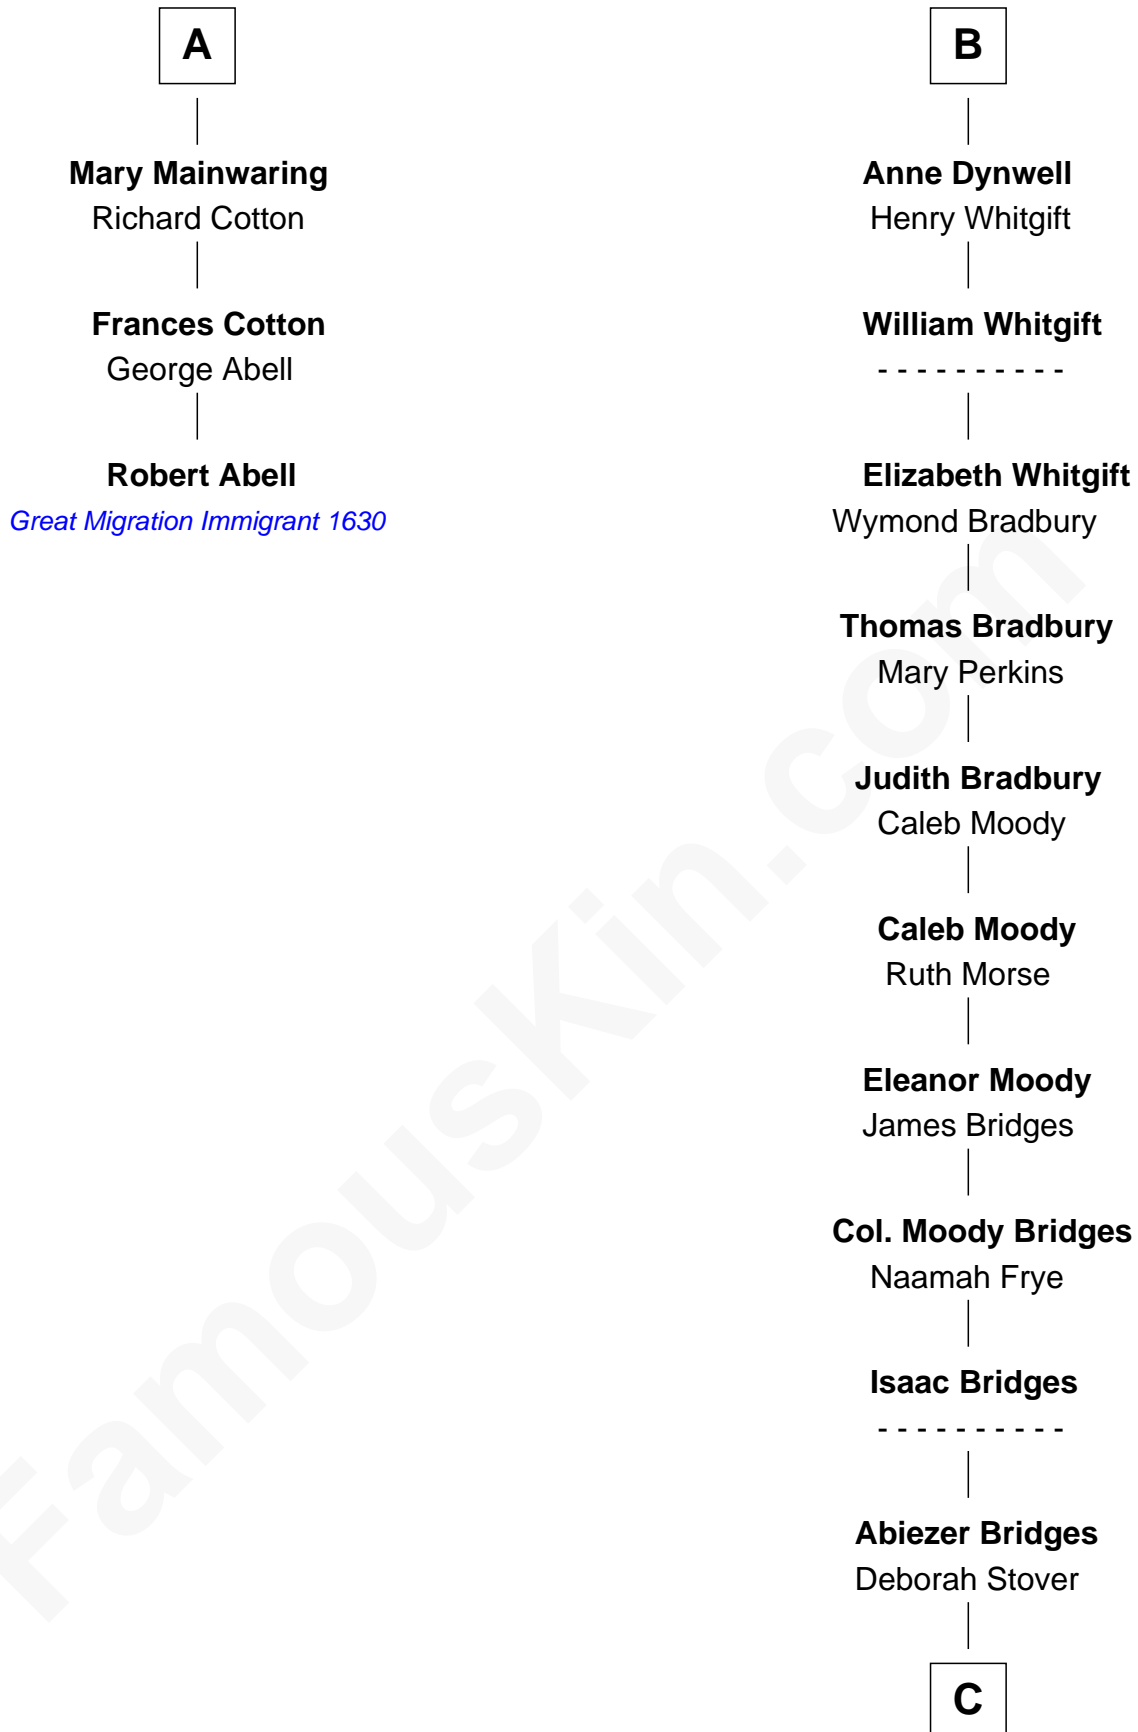 A
Mary Mainwaring
Richard Cotton
Frances Cotton
George Abell
Robert Abell
Great Migration Immigrant 1630
B
Anne Dynwell
Henry Whitgift
William Whitgift
- - - - - - - - - -
Elizabeth Whitgift
Wymond Bradbury
Thomas Bradbury
Mary Perkins
Judith Bradbury
Caleb Moody
Caleb Moody
Ruth Morse
Eleanor Moody
James Bridges
Col. Moody Bridges
Naamah Frye
Isaac Bridges
- - - - - - - - - -
Abiezer Bridges
Deborah Stover
C
FamousKin.com